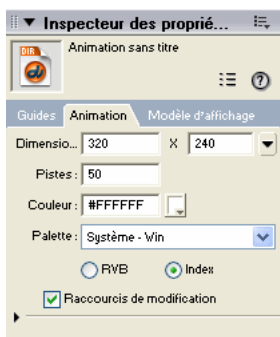 Inspecteur des proprié...
DIR
Animation sans titre
Guides Animation Modèle d'affichage
Dimensio... 320 X 240
Pistes : 50
Couleur : #FFFFFF
Palette : Système - Win
RVB Index
Raccourcis de modification